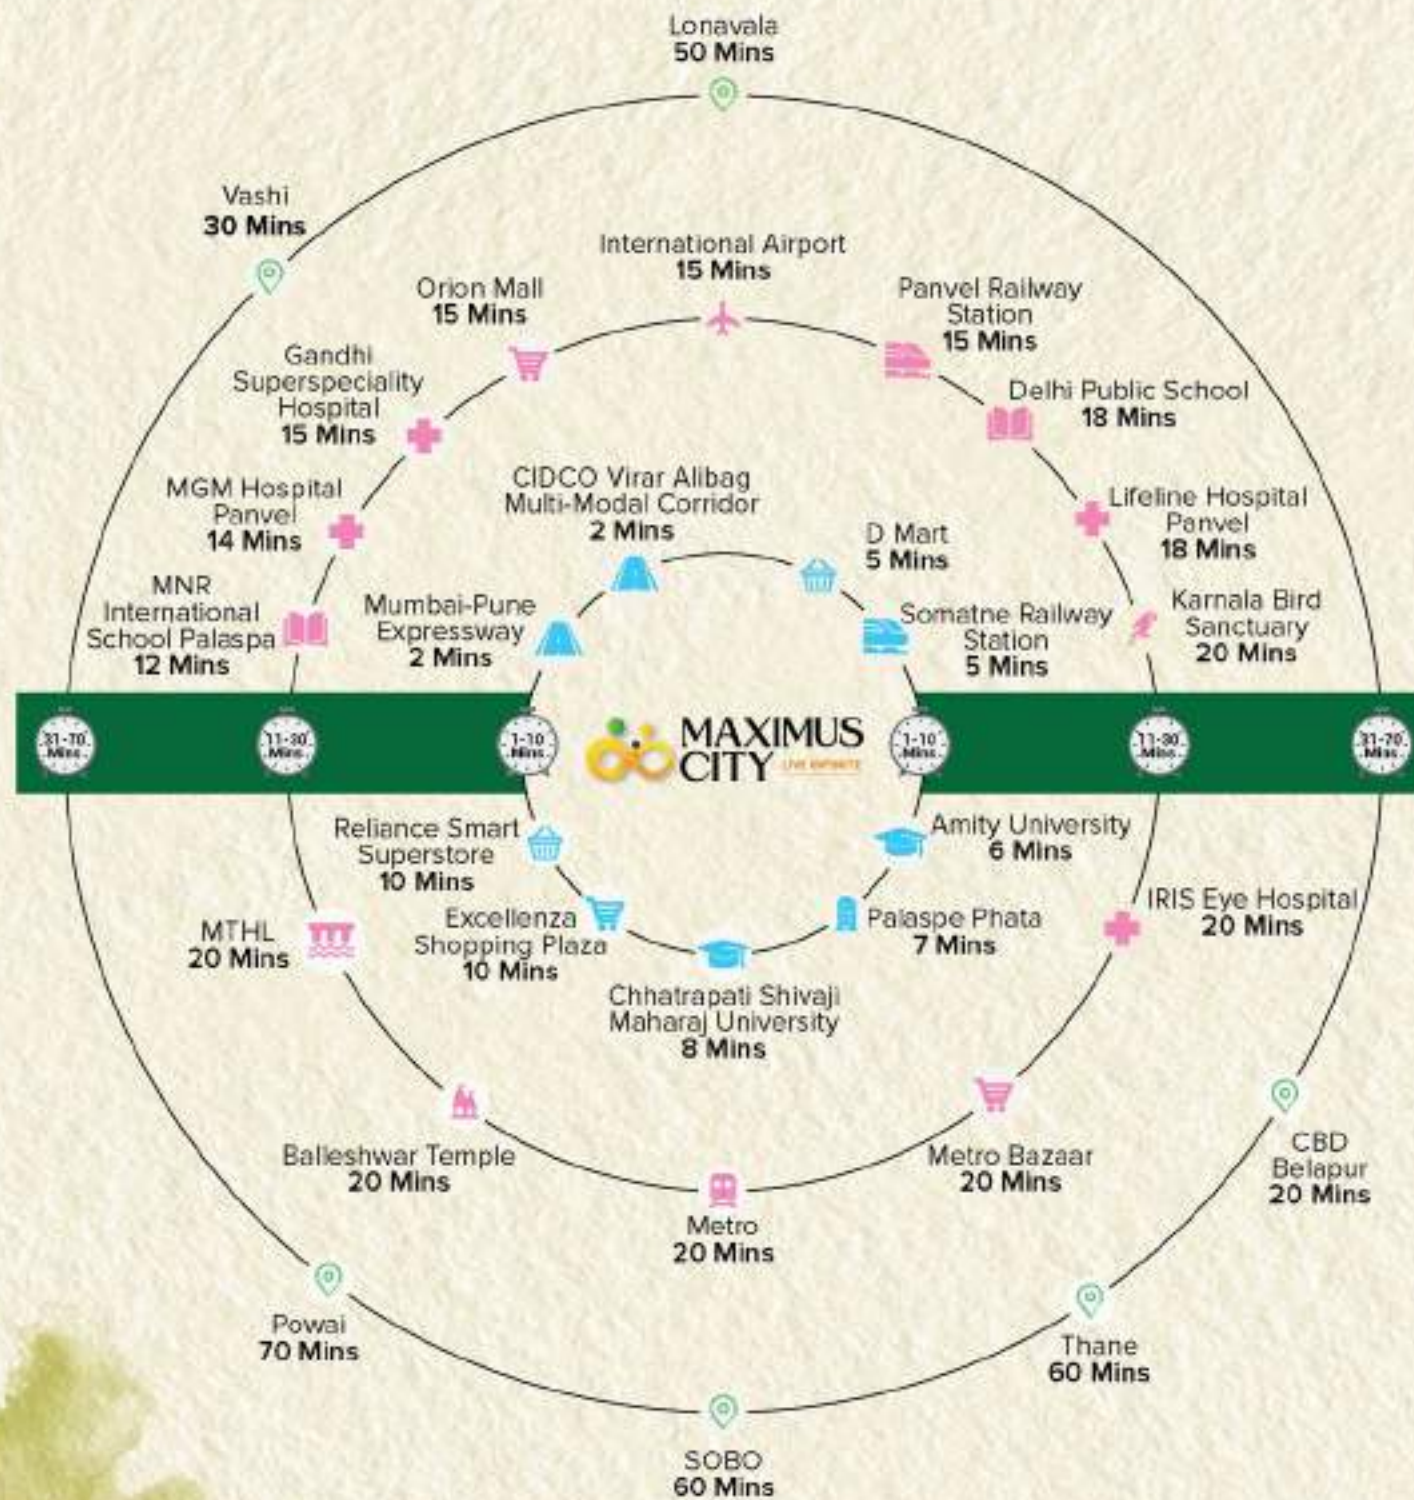 Lonavala
50 Mins
Vashi
30 Mins
International Airport
15 Mins
Orion Mall
15 Mins
Panvel Railway
Station
15 Mins
Gandhi
Superspeciality
Hospital
15 Mins
Delhi Public School
18 Mins
MGM Hospital
Panvel
14 Mins
CIDCO Virar Alibag
Multi-Modal Corridor
2 Mins
D Mart
5 Mins
Lifeline Hospital
Panvel
18 Mins
MNR
International
School Palaspa
12 Mins
Mumbai-Pune
Expressway
2 Mins
Somatne Railway
Station
5 Mins
Karnala Bird
Sanctuary
20 Mins
31-70
Mins
11-30
Mins
1-10
Mins
MAXIMUS
CITY
LIVE INFINITE
1-10
Mins
11-30
Mins
31-70
Mins
Reliance Smart
Superstore
10 Mins
Amity University
6 Mins
MTHL
20 Mins
Excellenza
Shopping Plaza
10 Mins
Palaspe Phata
7 Mins
IRIS Eye Hospital
20 Mins
Chhatrapati Shivaji
Maharaj University
8 Mins
Balleshwar Temple
20 Mins
Metro
20 Mins
Metro Bazaar
20 Mins
CBD
Belapur
20 Mins
Powai
70 Mins
Thane
60 Mins
SOBO
60 Mins